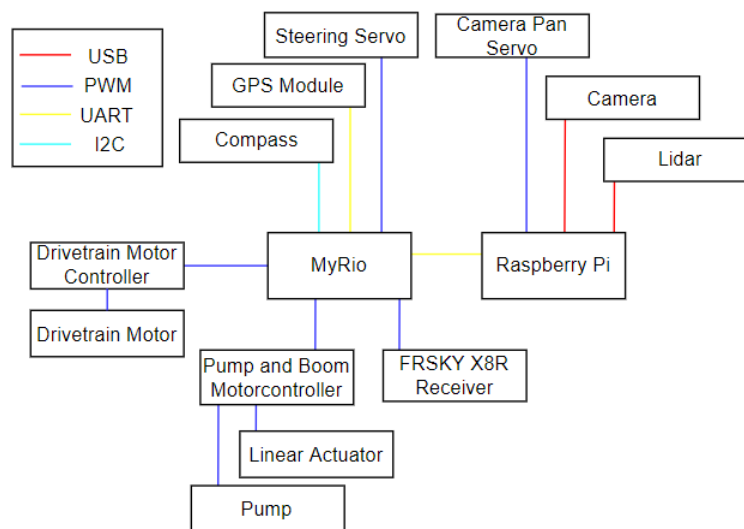 USB
PWM
UART
I2C
Steering Servo
Camera Pan
Servo
GPS Module
Camera
Compass
Lidar
Drivetrain Motor
Controller
MyRio
Raspberry Pi
Drivetrain Motor
Pump and Boom
Motorcontroller
FRSKY X8R
Receiver
Linear Actuator
Pump